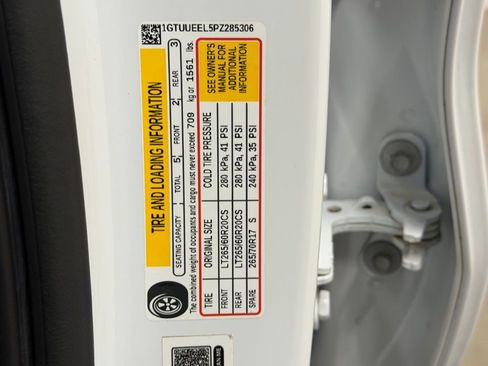 1GTUUEEL5PZ285306
TIRE AND LOADING INFORMATION
SEATING CAPACITY TOTAL 5 FRONT 2 REAR 3
The combined weight of occupants and cargo must never exceed 709 kg or 1561 lbs.
TIRE ORIGINAL SIZE COLD TIRE PRESSURE
FRONT LT265/60R20CS 280 kPa, 41 PSI
REAR LT265/60R20CS 280 kPa, 41 PSI
SPARE 265/70R17 S 240 kPa, 35 PSI
SEE OWNER'S
MANUAL FOR
ADDITIONAL
INFORMATION